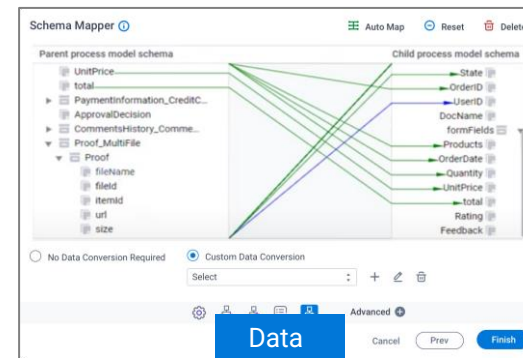 Schema Mapper
Auto Map Reset Delete
Parent process model schema Child process model schema
UnitPrice State
total OrderID
PaymentInformation_CreditC... UserID
ApprovalDecision DocName
CommentsHistory_Comme... formFields
Proof_MultiFile Products
Proof OrderDate
fileName Quantity
fileId UnitPrice
itemId total
url Rating
size Feedback
No Data Conversion Required Custom Data Conversion
Select
Advanced
Data
Cancel Prev Finish